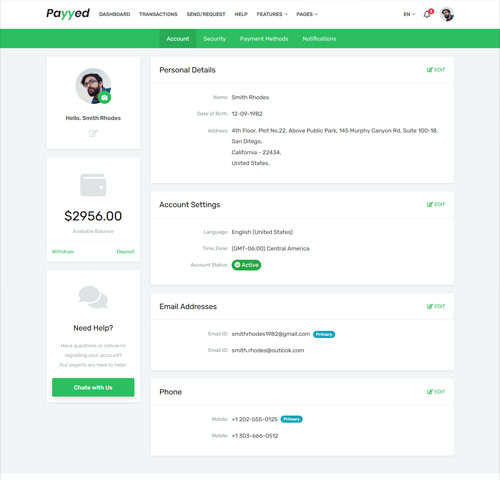 Payyed DASHBOARD TRANSACTIONS SEND/REQUEST HELP FEATURES PAGES EN 3
Account Security Payment Methods Notifications
Hello, Smith Rhodes
$2956.00
Available Balance
Withdraw Deposit
Need Help?
Have questions or concerns
regrading your account?
Our experts are here to help!.
Chate with Us
Personal Details EDIT
Name: Smith Rhodes
Date of Birth: 12-09-1982
Address: 4th Floor, Plot No.22, Above Public Park, 145 Murphy Canyon Rd, Suite 100-18,
San Ditego,
California - 22434,
United States.
Account Settings EDIT
Language: English (United States)
Time Zone: (GMT-06:00) Central America
Account Status: Active
Email Addresses EDIT
Email ID: smithrhodes1982@gmail.com Primary
Email ID: smith.rhodes@outlook.com
Phone EDIT
Mobile: +1 202-555-0125 Primary
Mobile: +1 303-666-0512